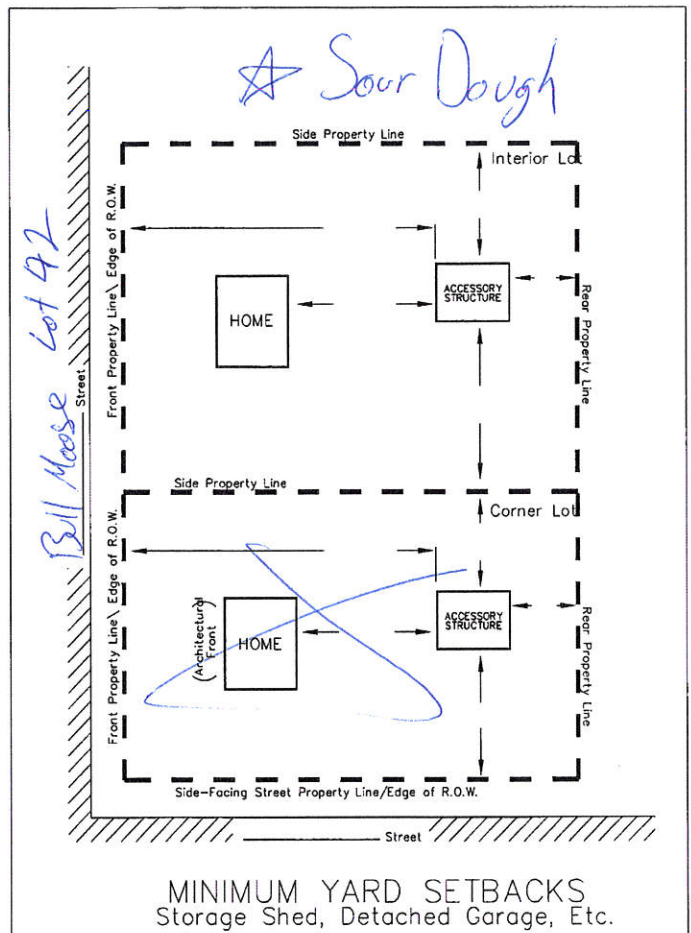 ☆ Sour Dough
Side Property Line
Interior Lot
Front Property Line\ Edge of R.O.W.
Bull Moose Lot 42
Street
HOME
ACCESSORY
STRUCTURE
Rear Property Line
Side Property Line
Corner Lot
Front Property Line\ Edge of R.O.W.
(Architectural
Front)
HOME
ACCESSORY
STRUCTURE
Rear Property Line
Side-Facing Street Property Line/Edge of R.O.W.
Street
MINIMUM YARD SETBACKS
Storage Shed, Detached Garage, Etc.